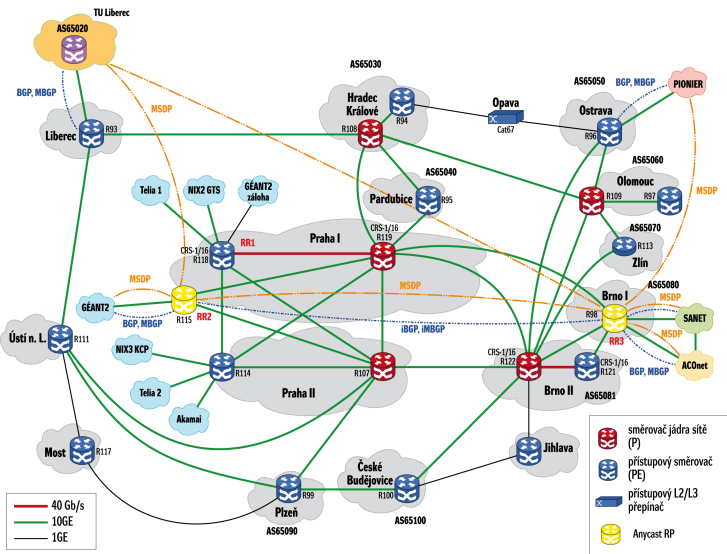 TU Liberec
AS65020
BGP, MBGP
MSDP
Liberec
R93
AS65030
Hradec
Králové
R108
R94
Opava
Cat67
AS65050
Ostrava
R96
BGP, MBGP
PIONIER
MSDP
AS65040
Pardubice
R95
AS65060
Olomouc
R109
R97
AS65070
R113
Zlín
Telia 1
NIX2 GTS
GÉANT2
záloha
CRS-1/16
R118
RR1
Praha I
CRS-1/16
R119
MSDP
GÉANT2
BGP, MBGP
R115
RR2
MSDP
iBGP, iMBGP
AS65080
Brno I
R98
RR3
MSDP
SANET
MSDP
ACOnet
BGP, MBGP
Ústí n. L.
R111
NIX3 KCP
Telia 2
Akamai
R114
Praha II
R107
CRS-1/16
R122
Brno II
CRS-1/16
R121
AS65081
Most
R117
Plzeň
R99
AS65090
České
Budějovice
R100
AS65100
Jihlava
40 Gb/s
10GE
1GE
směrovač jádra sítě
(P)
přístupový směrovač
(PE)
přístupový L2/L3
přepínač
Anycast RP